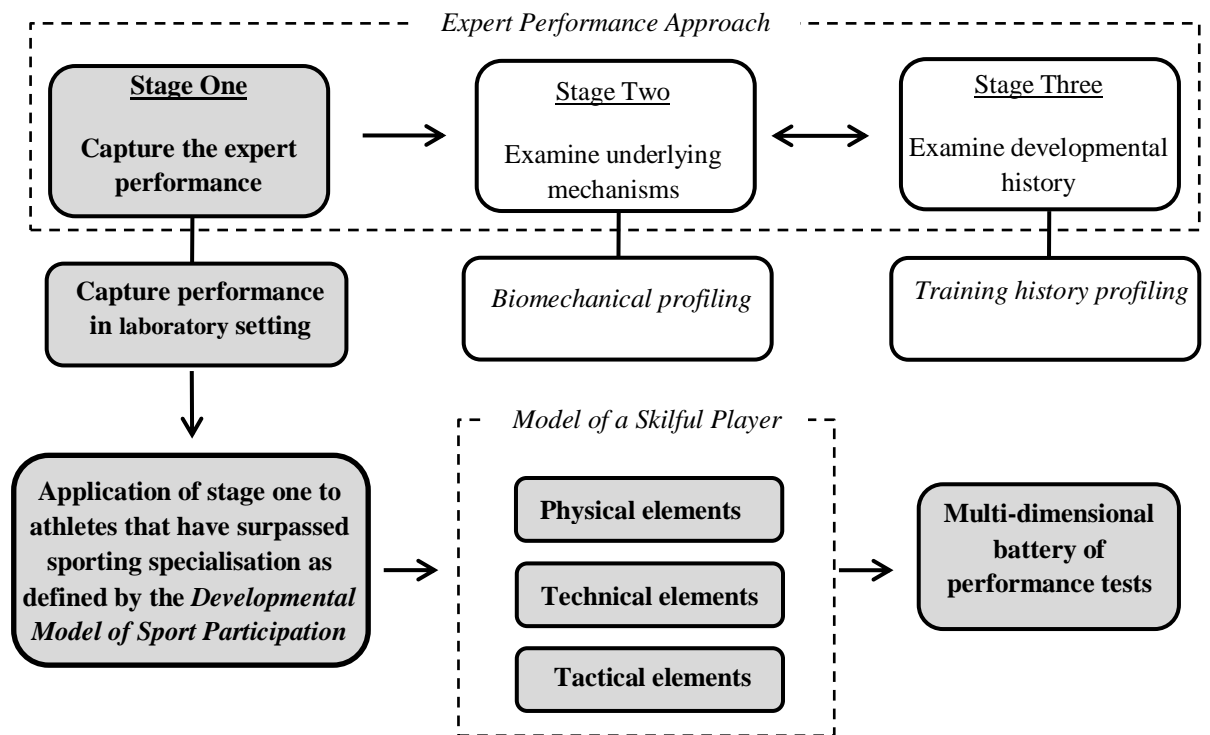 Expert Performance Approach
Stage One
Capture the expert
performance
Stage Two
Examine underlying
mechanisms
Stage Three
Examine developmental
history
Capture performance
in laboratory setting
Biomechanical profiling
Training history profiling
Application of stage one to
athletes that have surpassed
sporting specialisation as
defined by the Developmental
Model of Sport Participation
Model of a Skilful Player
Physical elements
Technical elements
Tactical elements
Multi-dimensional
battery of
performance tests